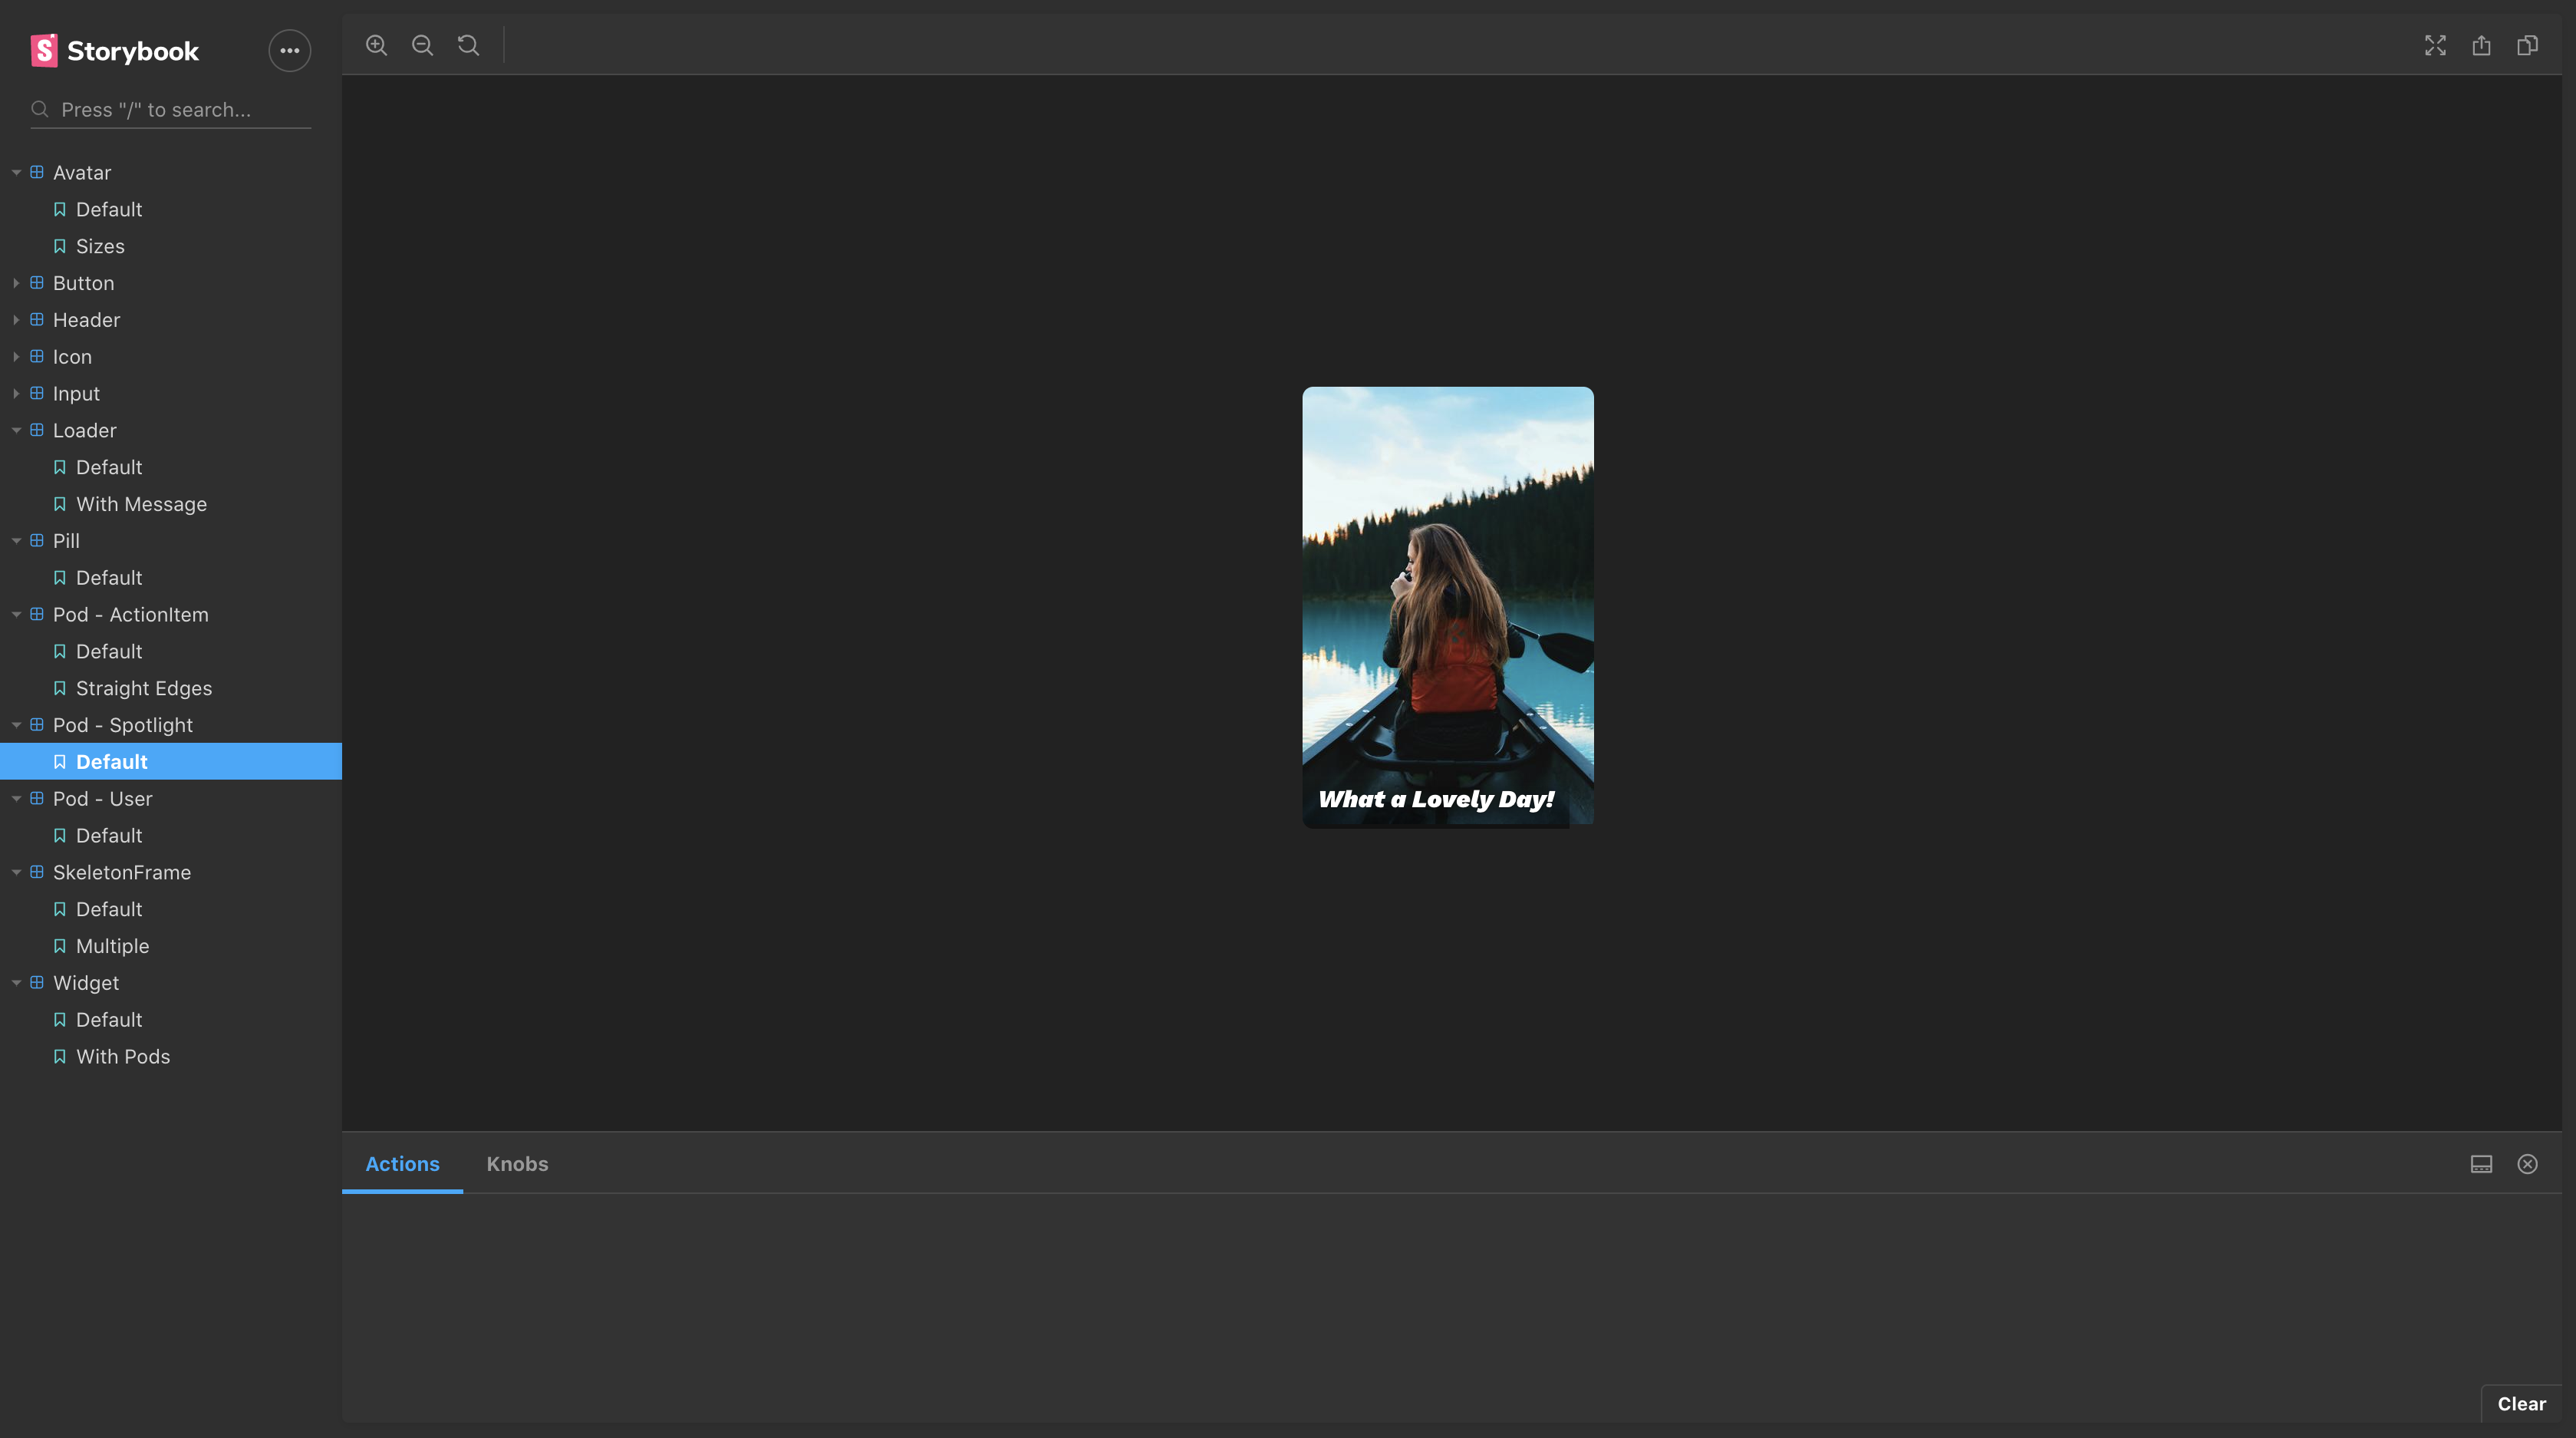 Storybook
Press "/" to search...
Avatar
Default
Sizes
Button
Header
Icon
Input
Loader
Default
With Message
Pill
Default
Pod - ActionItem
Default
Straight Edges
Pod - Spotlight
Default
Pod - User
Default
SkeletonFrame
Default
Multiple
Widget
Default
With Pods
What a Lovely Day!
Actions Knobs
Clear